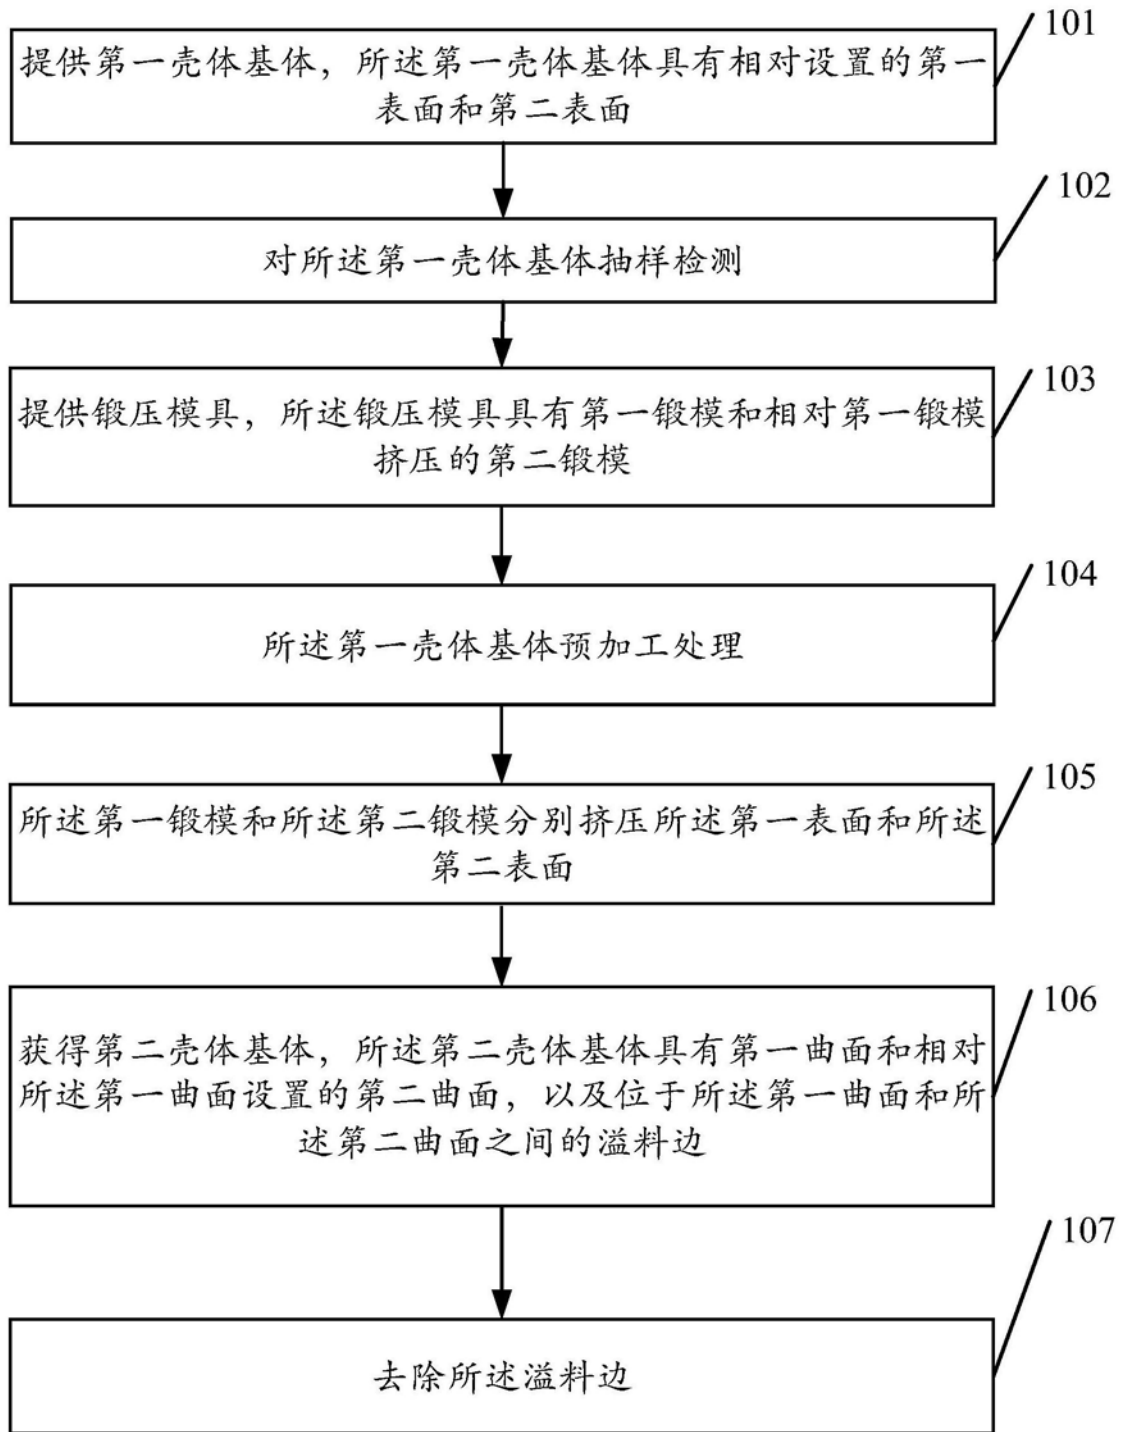 101
提供第一壳体基体，所述第一壳体基体具有相对设置的第一
表面和第二表面
102
对所述第一壳体基体抽样检测
103
提供锻压模具，所述锻压模具具有第一锻模和相对第一锻模
挤压的第二锻模
104
所述第一壳体基体预加工处理
105
所述第一锻模和所述第二锻模分别挤压所述第一表面和所述
第二表面
106
获得第二壳体基体，所述第二壳体基体具有第一曲面和相对
所述第一曲面设置的第二曲面，以及位于所述第一曲面和所
述第二曲面之间的溢料边
107
去除所述溢料边